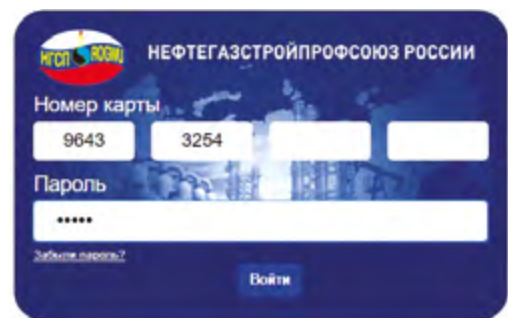 НГСП ROGWU
НЕФТЕГАЗСТРОЙПРОФСОЮЗ РОССИИ
Номер карты
9643 3254
Пароль
•••••
Забыли пароль?
Войти